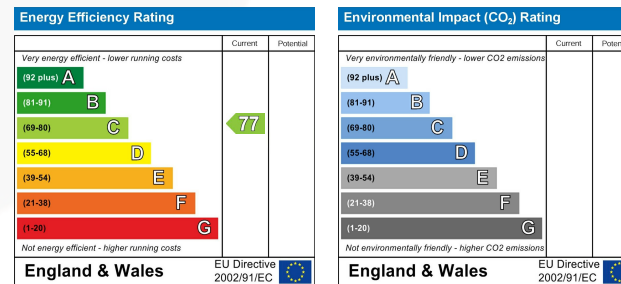 Energy Efficiency Rating
Current Potential
Very energy efficient - lower running costs
(92 plus) A
(81-91) B
(69-80) C
77
(55-68) D
(39-54) E
(21-38) F
(1-20) G
Not energy efficient - higher running costs
England & Wales
EU Directive
2002/91/EC
Environmental Impact (CO₂) Rating
Current Poten
Very environmentally friendly - lower CO2 emissions
(92 plus) A
(81-91) B
(69-80) C
(55-68) D
(39-54) E
(21-38) F
(1-20) G
Not environmentally friendly - higher CO2 emissions
England & Wales
EU Directive
2002/91/EC